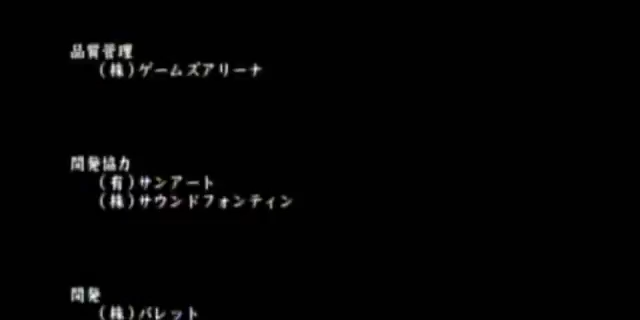 品質管理
(株)ゲームズアリーナ
開発協力
(有)サンアート
(株)サウンドフォンティン
開発
(株)パレット